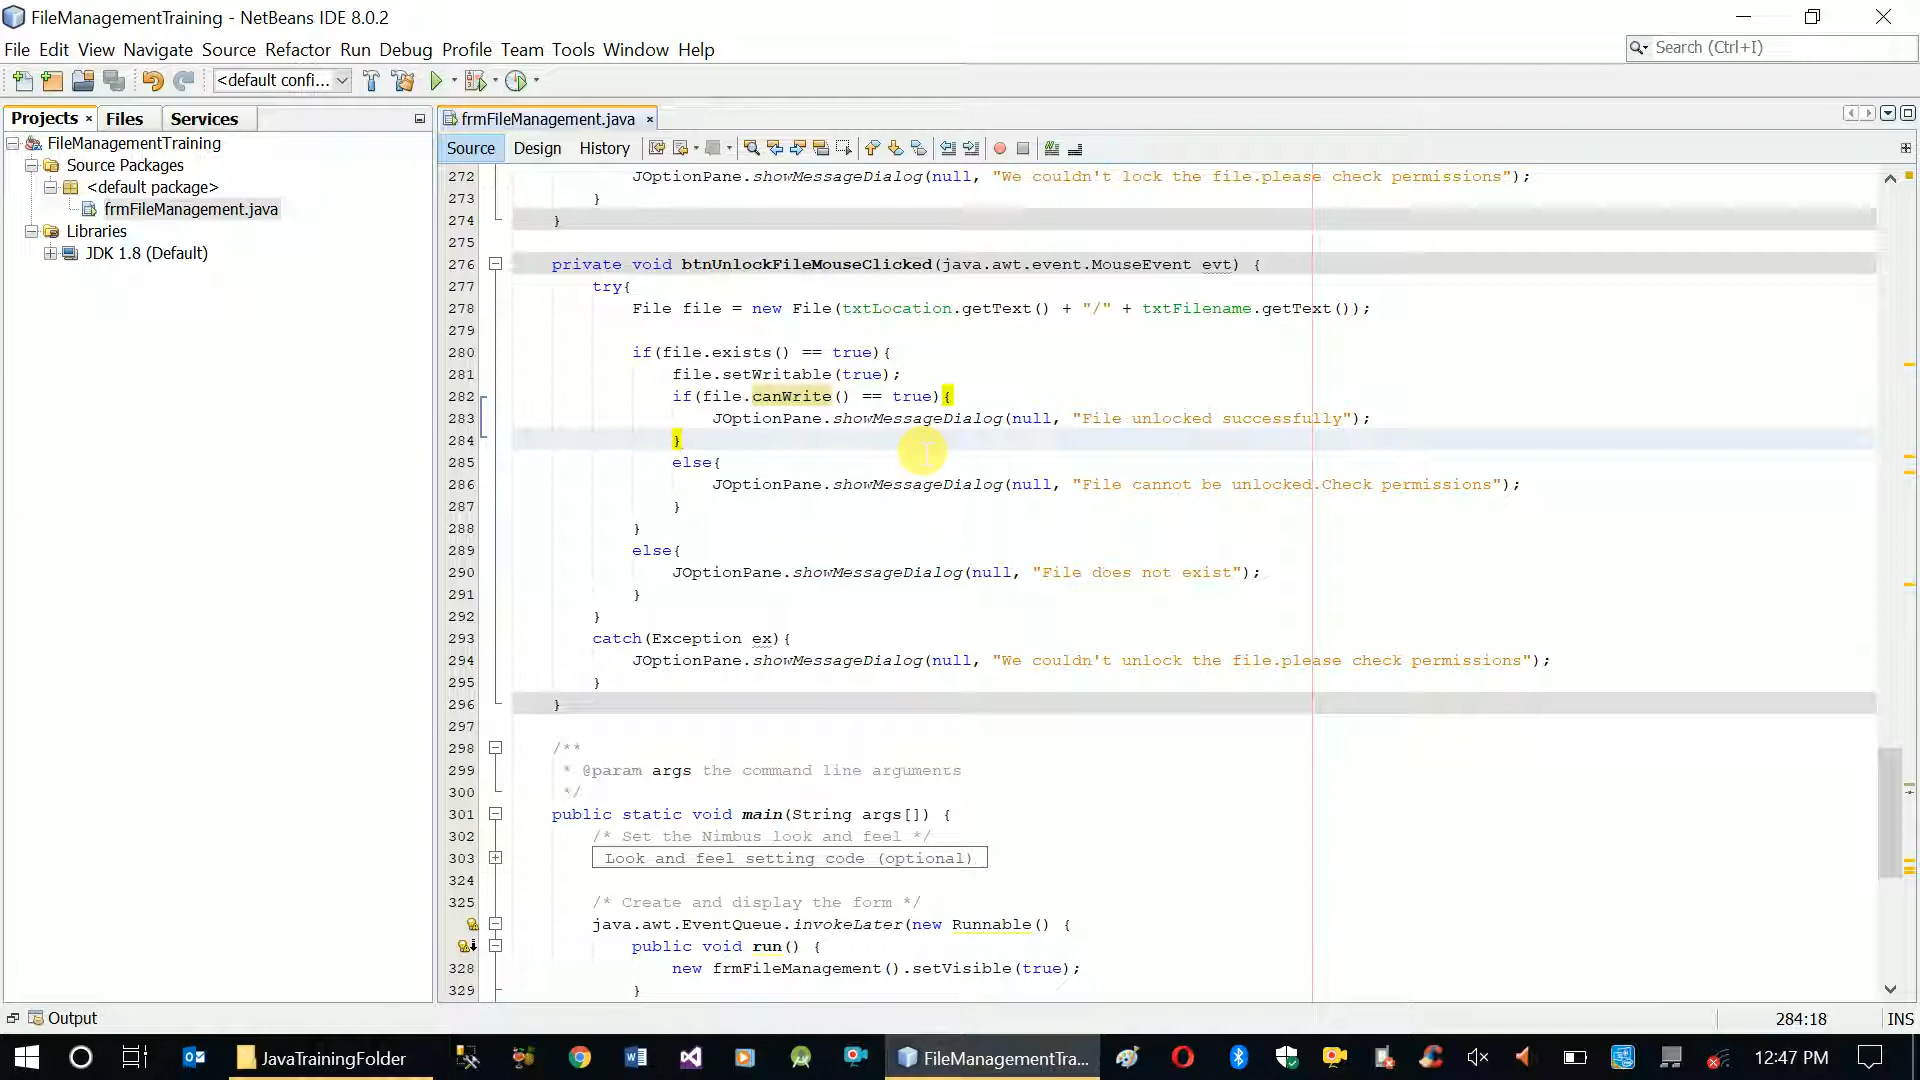 FileManagementTraining - NetBeans IDE 8.0.2
File Edit View Navigate Source Refactor Run Debug Profile Team Tools Window Help
Search (Ctrl+I)
<default confi...
Projects × Files Services
frmFileManagement.java ×
FileManagementTraining
Source Packages
<default package>
frmFileManagement.java
Libraries
JDK 1.8 (Default)
Source Design History
272 JOptionPane.showMessageDialog(null, "We couldn't lock the file.please check permissions");
273 }
274 }
275
276 private void btnUnlockFileMouseClicked(java.awt.event.MouseEvent evt) {
277 try{
278 File file = new File(txtLocation.getText() + "/" + txtFilename.getText());
279
280 if(file.exists() == true){
281 file.setWritable(true);
282 if(file.canWrite() == true){
283 JOptionPane.showMessageDialog(null, "File unlocked successfully");
284 }
285 else{
286 JOptionPane.showMessageDialog(null, "File cannot be unlocked.Check permissions");
287 }
288 }
289 else{
290 JOptionPane.showMessageDialog(null, "File does not exist");
291 }
292 }
293 catch(Exception ex){
294 JOptionPane.showMessageDialog(null, "We couldn't unlock the file.please check permissions");
295 }
296 }
297
298 /**
299 * @param args the command line arguments
300 */
301 public static void main(String args[]) {
302 /* Set the Nimbus look and feel */
303 Look and feel setting code (optional)
324
325 /* Create and display the form */
java.awt.EventQueue.invokeLater(new Runnable() {
public void run() {
328 new frmFileManagement().setVisible(true);
329 }
Output
284:18 INS
JavaTrainingFolder
FileManagementTra...
12:47 PM